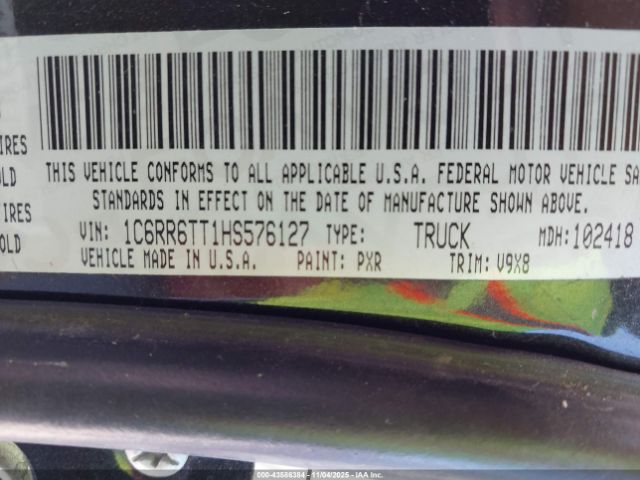 IRES
OLD
IRES
OLD
THIS VEHICLE CONFORMS TO ALL APPLICABLE U.S.A. FEDERAL MOTOR VEHICLE SA
STANDARDS IN EFFECT ON THE DATE OF MANUFACTURE SHOWN ABOVE.
VIN: 1C6RR6TT1HS576127 TYPE: TRUCK MDH:102418
VEHICLE MADE IN U.S.A. PAINT: PXR TRIM: V9X8
000-43586384 - 11/04/2025 - IAA Inc.